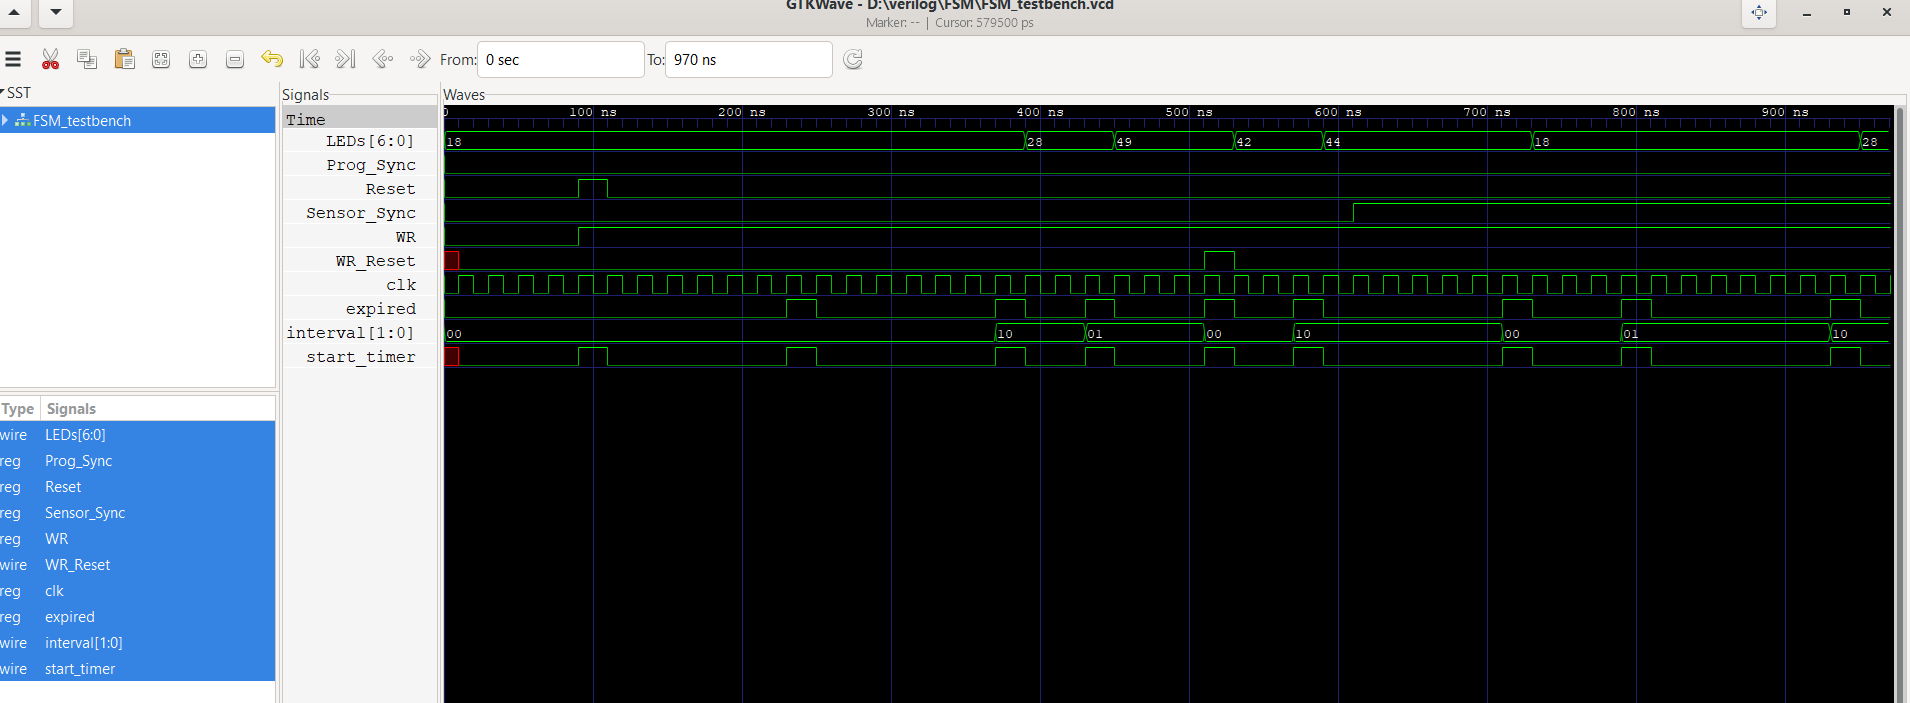 GTKWave - D:\verilog\FSM\FSM_testbench.vcd
Marker: -- | Cursor: 579500 ps
From: 0 sec To: 970 ns
SST
FSM_testbench
Type Signals
wire LEDs[6:0]
reg Prog_Sync
reg Reset
reg Sensor_Sync
reg WR
wire WR_Reset
reg clk
reg expired
wire interval[1:0]
wire start_timer
Signals
Time
LEDs[6:0]
Prog_Sync
Reset
Sensor_Sync
WR
WR_Reset
clk
expired
interval[1:0]
start_timer
Waves
0 100 ns 200 ns 300 ns 400 ns 500 ns 600 ns 700 ns 800 ns 900 ns
18 28 49 42 44 18 28
00 10 01 00 10 00 01 10